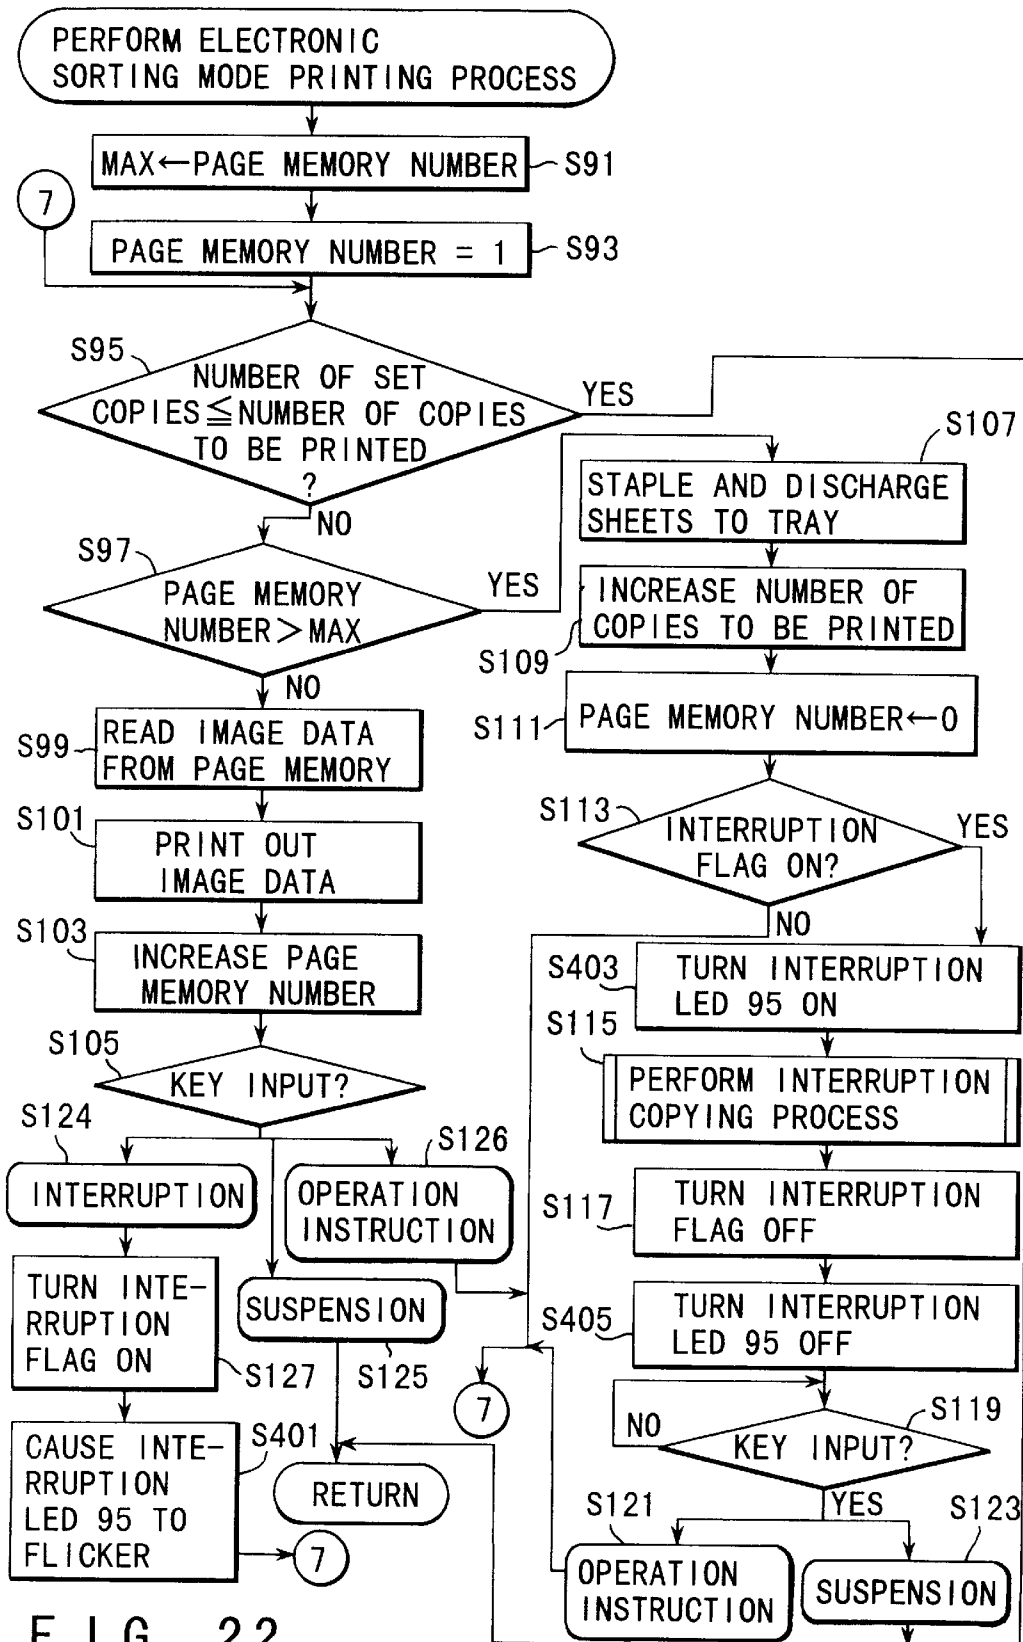 PERFORM ELECTRONIC
SORTING MODE PRINTING PROCESS
MAX←PAGE MEMORY NUMBER
S91
7
PAGE MEMORY NUMBER = 1
S93
S95
NUMBER OF SET
COPIES≦NUMBER OF COPIES
TO BE PRINTED
?
YES
NO
S97
PAGE MEMORY
NUMBER>MAX
YES
NO
S99
READ IMAGE DATA
FROM PAGE MEMORY
S101
PRINT OUT
IMAGE DATA
S103
INCREASE PAGE
MEMORY NUMBER
S105
KEY INPUT?
S124
INTERRUPTION
S126
OPERATION
INSTRUCTION
SUSPENSION
S125
TURN INTE-
RRUPTION
FLAG ON
S127
CAUSE INTE-
RRUPTION
LED 95 TO
FLICKER
S401
7
RETURN
S107
STAPLE AND DISCHARGE
SHEETS TO TRAY
INCREASE NUMBER OF
COPIES TO BE PRINTED
S109
S111
PAGE MEMORY NUMBER←0
S113
INTERRUPTION
FLAG ON?
YES
NO
S403
TURN INTERRUPTION
LED 95 ON
S115
PERFORM INTERRUPTION
COPYING PROCESS
S117
TURN INTERRUPTION
FLAG OFF
S405
TURN INTERRUPTION
LED 95 OFF
7
S119
NO
KEY INPUT?
YES
S121
OPERATION
INSTRUCTION
S123
SUSPENSION
FIG. 22